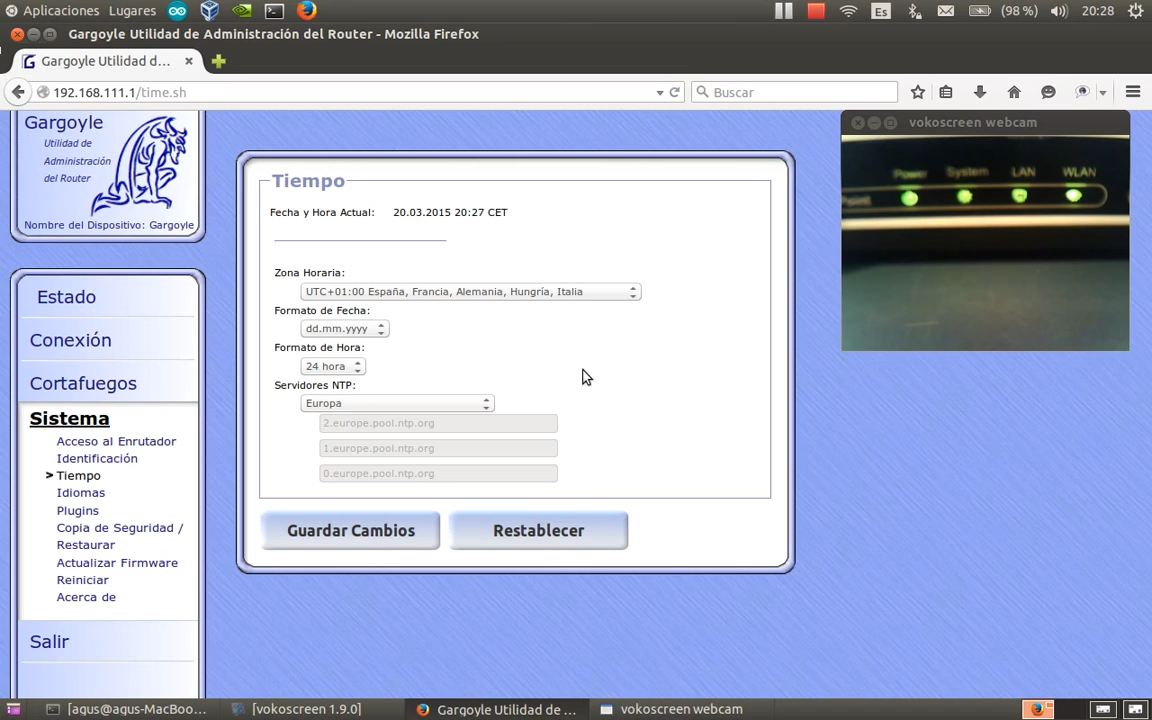 Aplicaciones Lugares Es (98 %) 20:28
Gargoyle Utilidad de Administración del Router - Mozilla Firefox
Gargoyle Utilidad d...
192.168.111.1/time.sh
Buscar
vokoscreen webcam
Power System LAN WLAN
Gargoyle
Utilidad de
Administración
del Router
Nombre del Dispositivo: Gargoyle
Estado
Conexión
Cortafuegos
Sistema
Acceso al Enrutador
Identificación
> Tiempo
Idiomas
Plugins
Copia de Seguridad /
Restaurar
Actualizar Firmware
Reiniciar
Acerca de
Salir
Tiempo
Fecha y Hora Actual: 20.03.2015 20:27 CET
Zona Horaria:
UTC+01:00 España, Francia, Alemania, Hungría, Italia
Formato de Fecha:
dd.mm.yyyy
Formato de Hora:
24 hora
Servidores NTP:
Europa
2.europe.pool.ntp.org
1.europe.pool.ntp.org
0.europe.pool.ntp.org
Guardar Cambios Restablecer
[agus@agus-MacBoo... [vokoscreen 1.9.0] Gargoyle Utilidad de ... vokoscreen webcam